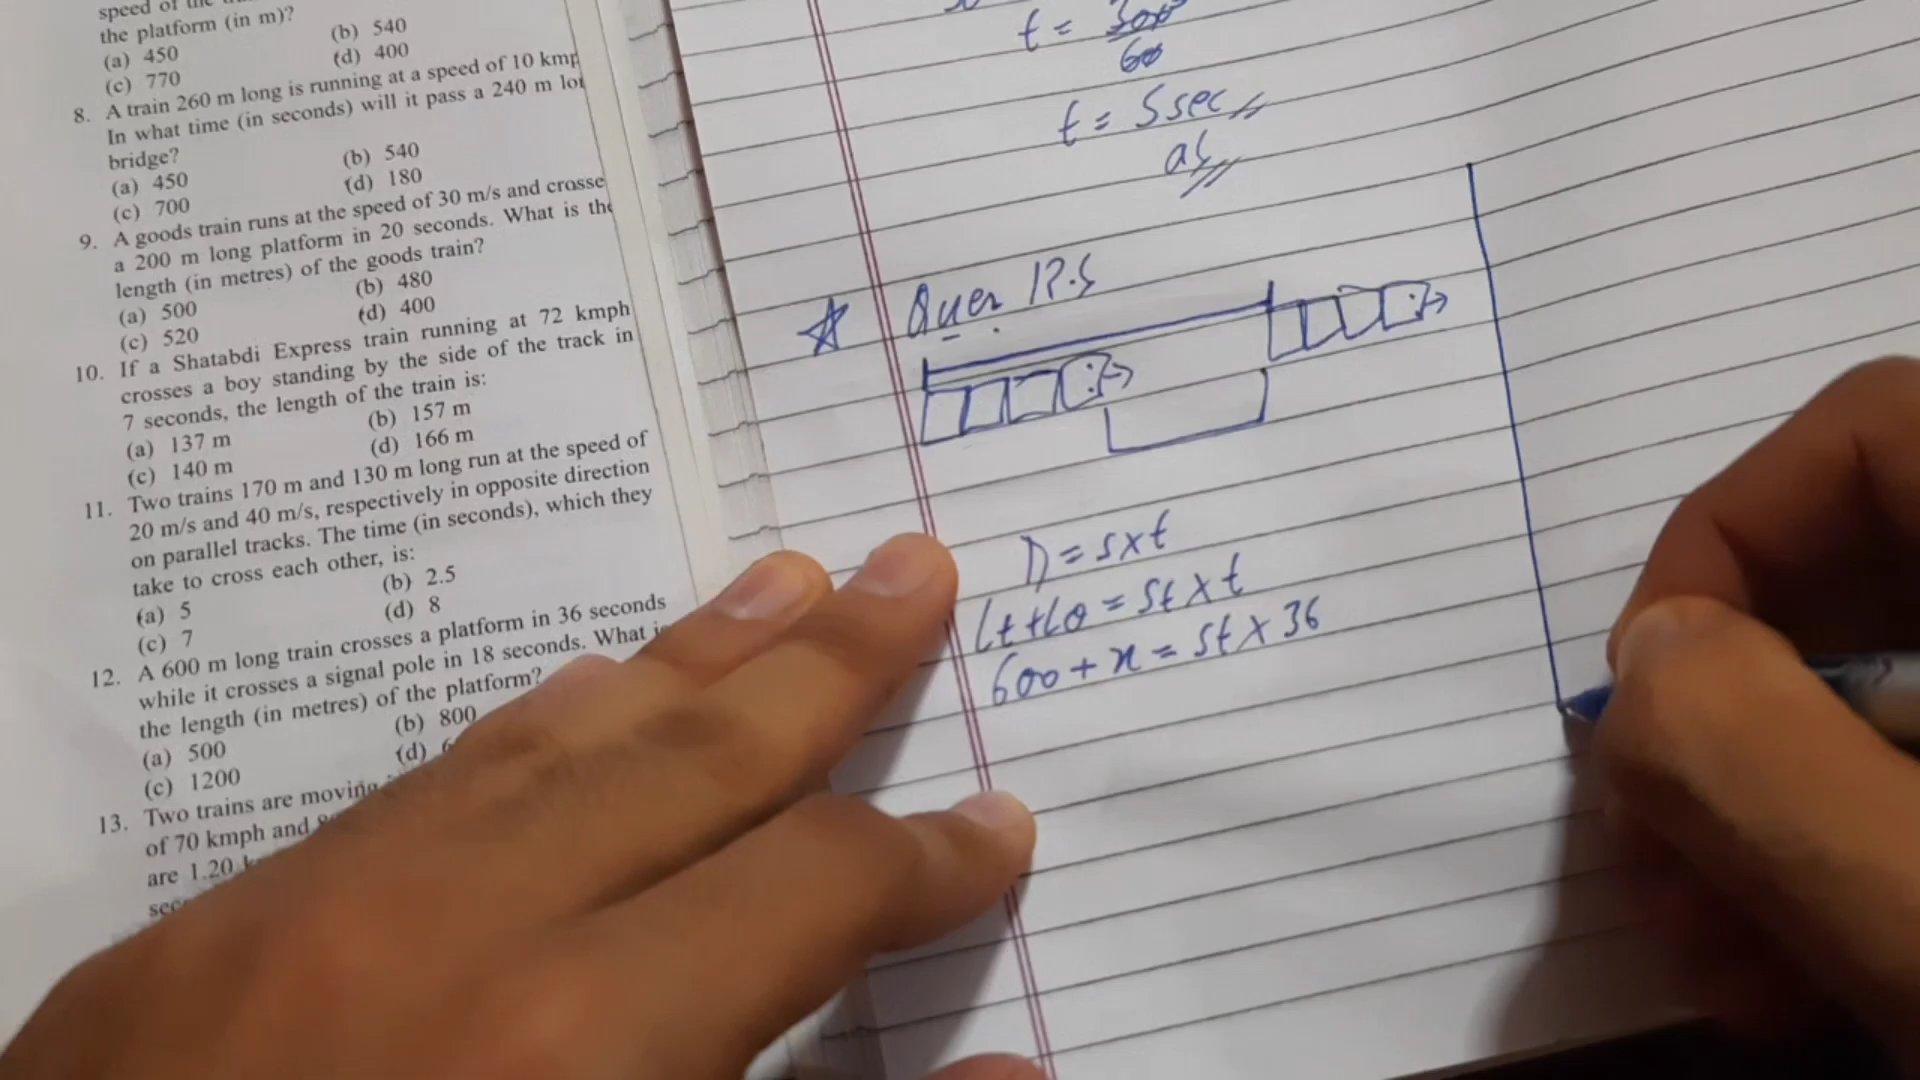 speed of the
the platform (in m)?
(a) 450 (b) 540
(c) 770 (d) 400
8. A train 260 m long is running at a speed of 10 kmp
In what time (in seconds) will it pass a 240 m lo
bridge?
(a) 450 (b) 540
(c) 700 (d) 180
9. A goods train runs at the speed of 30 m/s and crosse
a 200 m long platform in 20 seconds. What is the
length (in metres) of the goods train?
(a) 500 (b) 480
(c) 520 (d) 400
10. If a Shatabdi Express train running at 72 kmph
crosses a boy standing by the side of the track in
7 seconds, the length of the train is:
(a) 137 m (b) 157 m
(c) 140 m (d) 166 m
11. Two trains 170 m and 130 m long run at the speed of
20 m/s and 40 m/s, respectively in opposite direction
on parallel tracks. The time (in seconds), which they
take to cross each other, is:
(a) 5 (b) 2.5
(c) 7 (d) 8
12. A 600 m long train crosses a platform in 36 seconds
while it crosses a signal pole in 18 seconds. What i
the length (in metres) of the platform?
(a) 500 (b) 800
(c) 1200 (d)
13. Two trains are moving
of 70 kmph and
are 1.20
sec
t = 300
60
t = 5 sec
D = s x t
= st x t
600 + x = st x 36